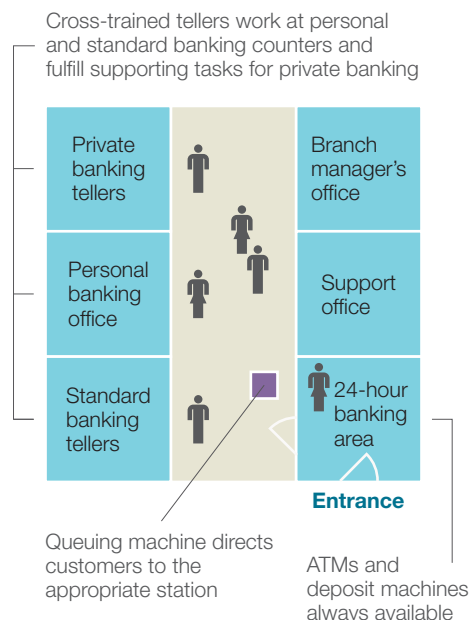 Cross-trained tellers work at personal
and standard banking counters and
fulfill supporting tasks for private banking
Private
banking
tellers
Branch
manager's
office
Personal
banking
office
Support
office
Standard
banking
tellers
24-hour
banking
area
Entrance
Queuing machine directs
customers to the
appropriate station
ATMs and
deposit machines
always available